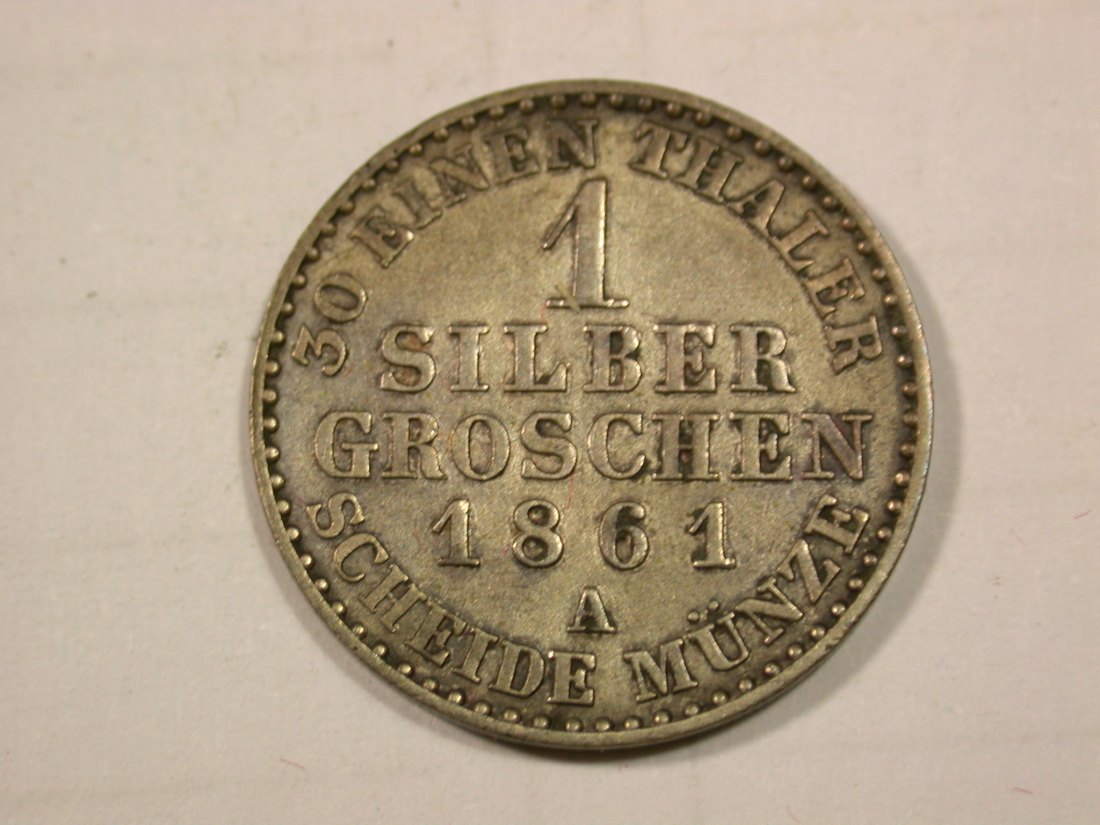 30 EINEN THALER
1
SILBER
GROSCHEN
1861
A
SCHEIDE MÜNZE